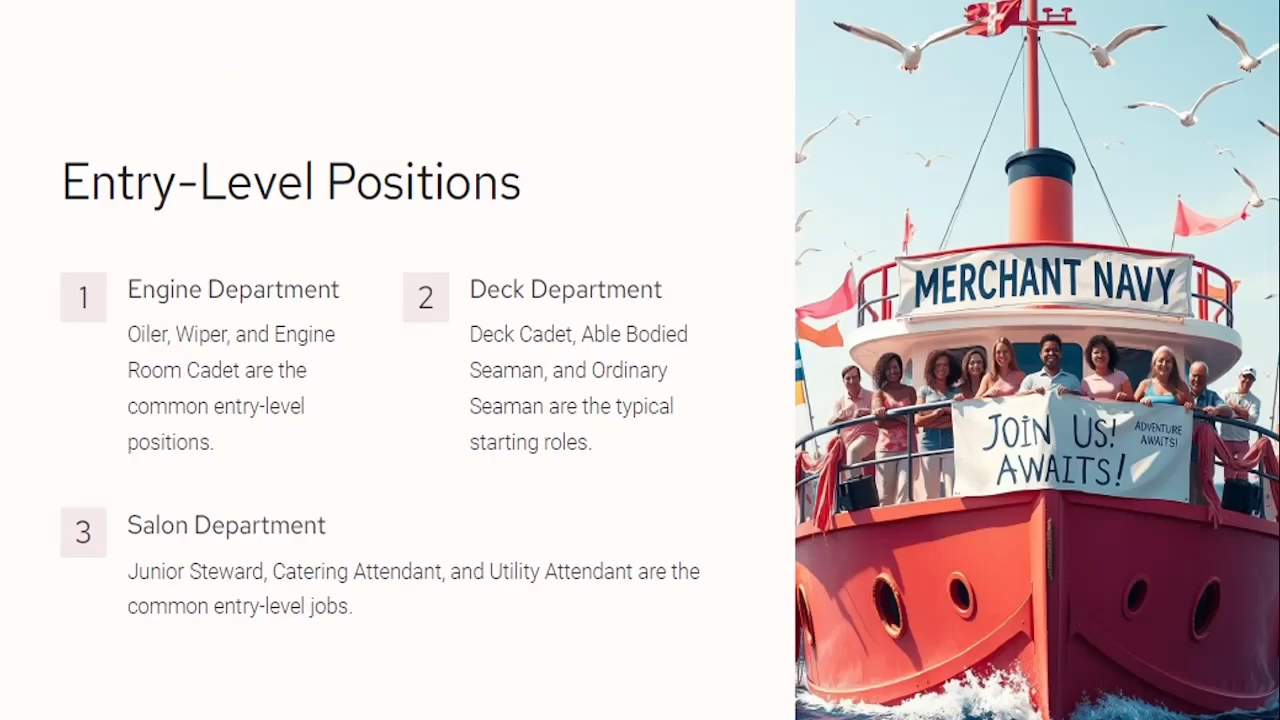 Entry-Level Positions
1
Engine Department
Oiler, Wiper, and Engine
Room Cadet are the
common entry-level
positions.
2
Deck Department
Deck Cadet, Able Bodied
Seaman, and Ordinary
Seaman are the typical
starting roles.
3
Salon Department
Junior Steward, Catering Attendant, and Utility Attendant are the
common entry-level jobs.
MERCHANT NAVY
JOIN US!
AWAITS!
ADVENTURE
AWAITS!